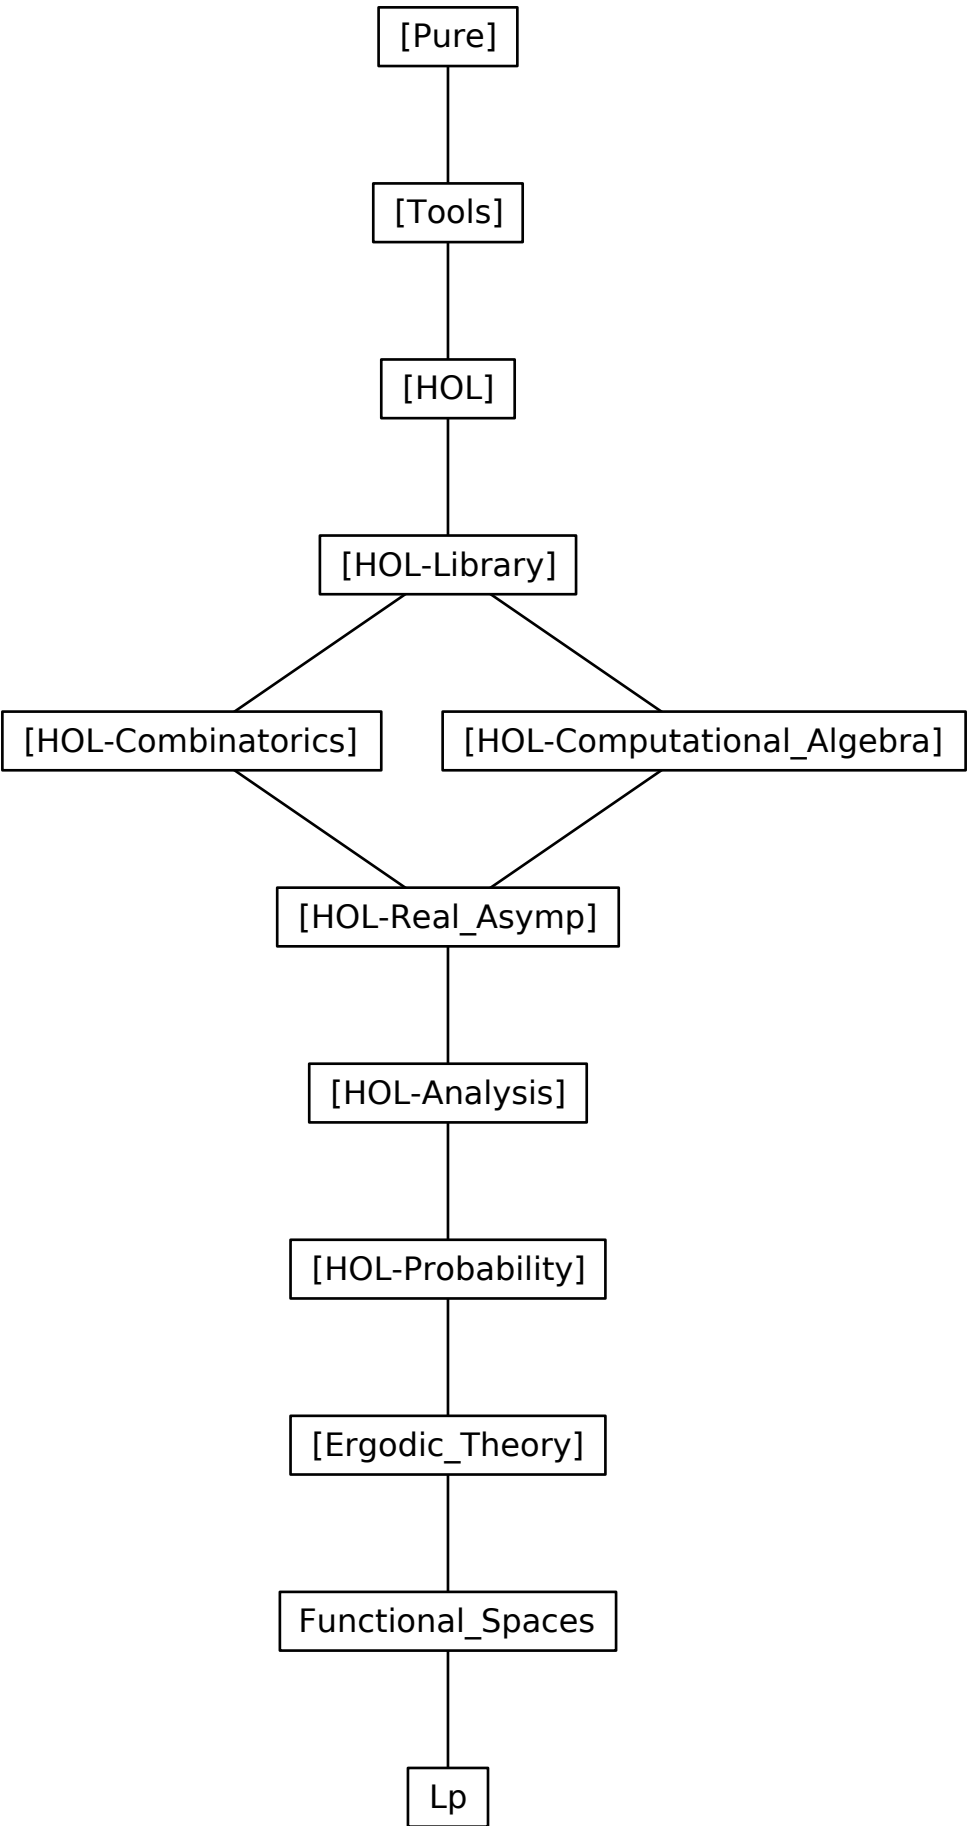 [Pure]
[Tools]
[HOL]
[HOL-Library]
[HOL-Combinatorics]
[HOL-Computational_Algebra]
[HOL-Real_Asymp]
[HOL-Analysis]
[HOL-Probability]
[Ergodic_Theory]
Functional_Spaces
Lp